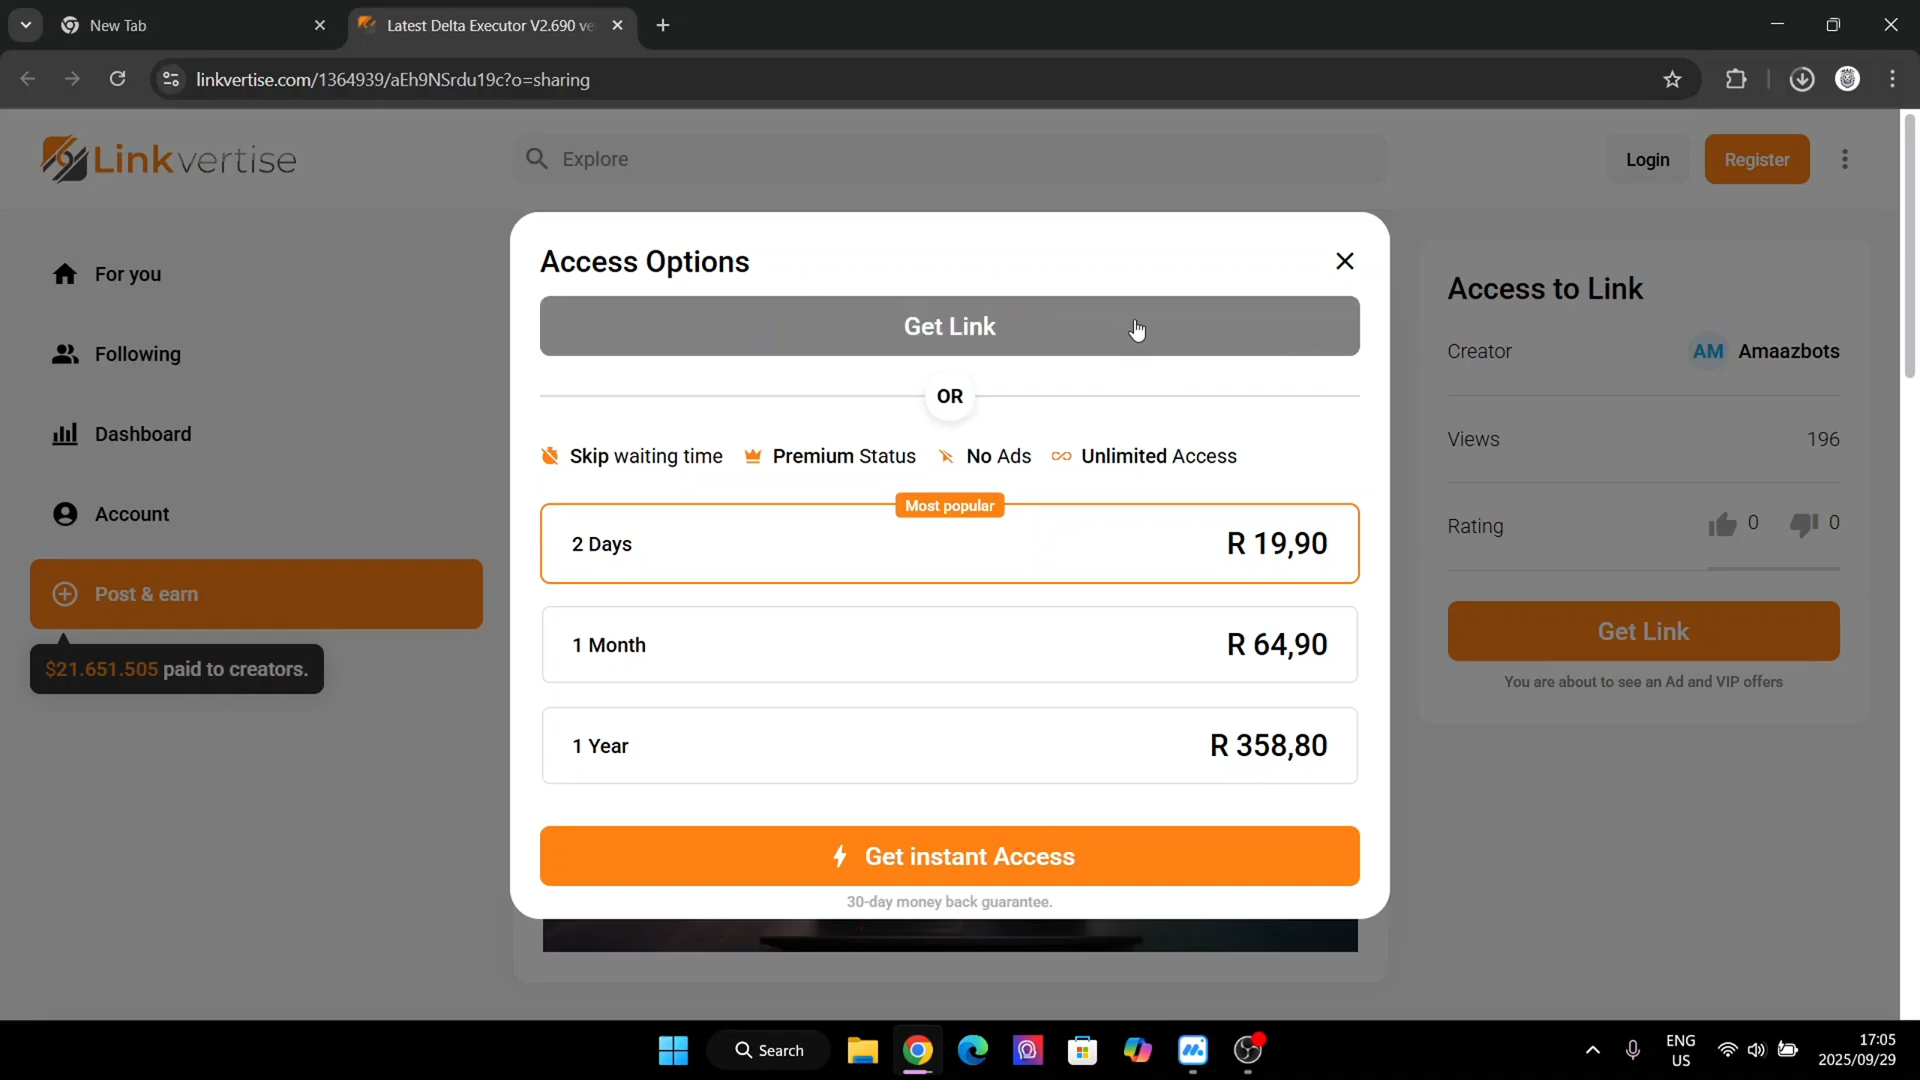 New Tab
Latest Delta Executor V2.690 ve
linkvertise.com/1364939/aEh9NSrdu19c?o=sharing
Linkvertise
Explore
Login
Register
For you
Following
Dashboard
Account
Post & earn
$21.651.505 paid to creators.
Access Options
Get Link
OR
Skip waiting time
Premium Status
No Ads
Unlimited Access
Most popular
2 Days
R 19,90
1 Month
R 64,90
1 Year
R 358,80
Get instant Access
30-day money back guarantee.
Access to Link
Creator
AM
Amaazbots
Views
196
Rating
0
0
Get Link
You are about to see an Ad and VIP offers
Search
ENG
US
17:05
2025/09/29